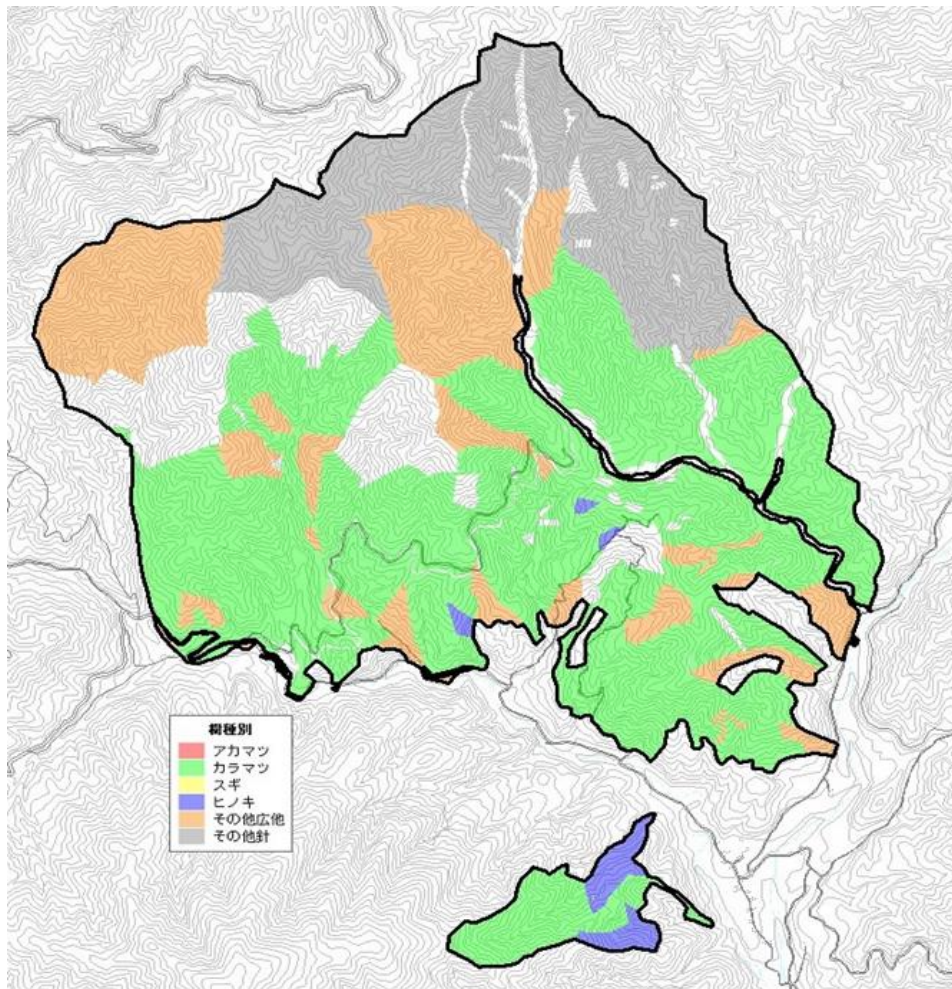 樹種別
アカマツ
カラマツ
スギ
ヒノキ
その他広他
その他針